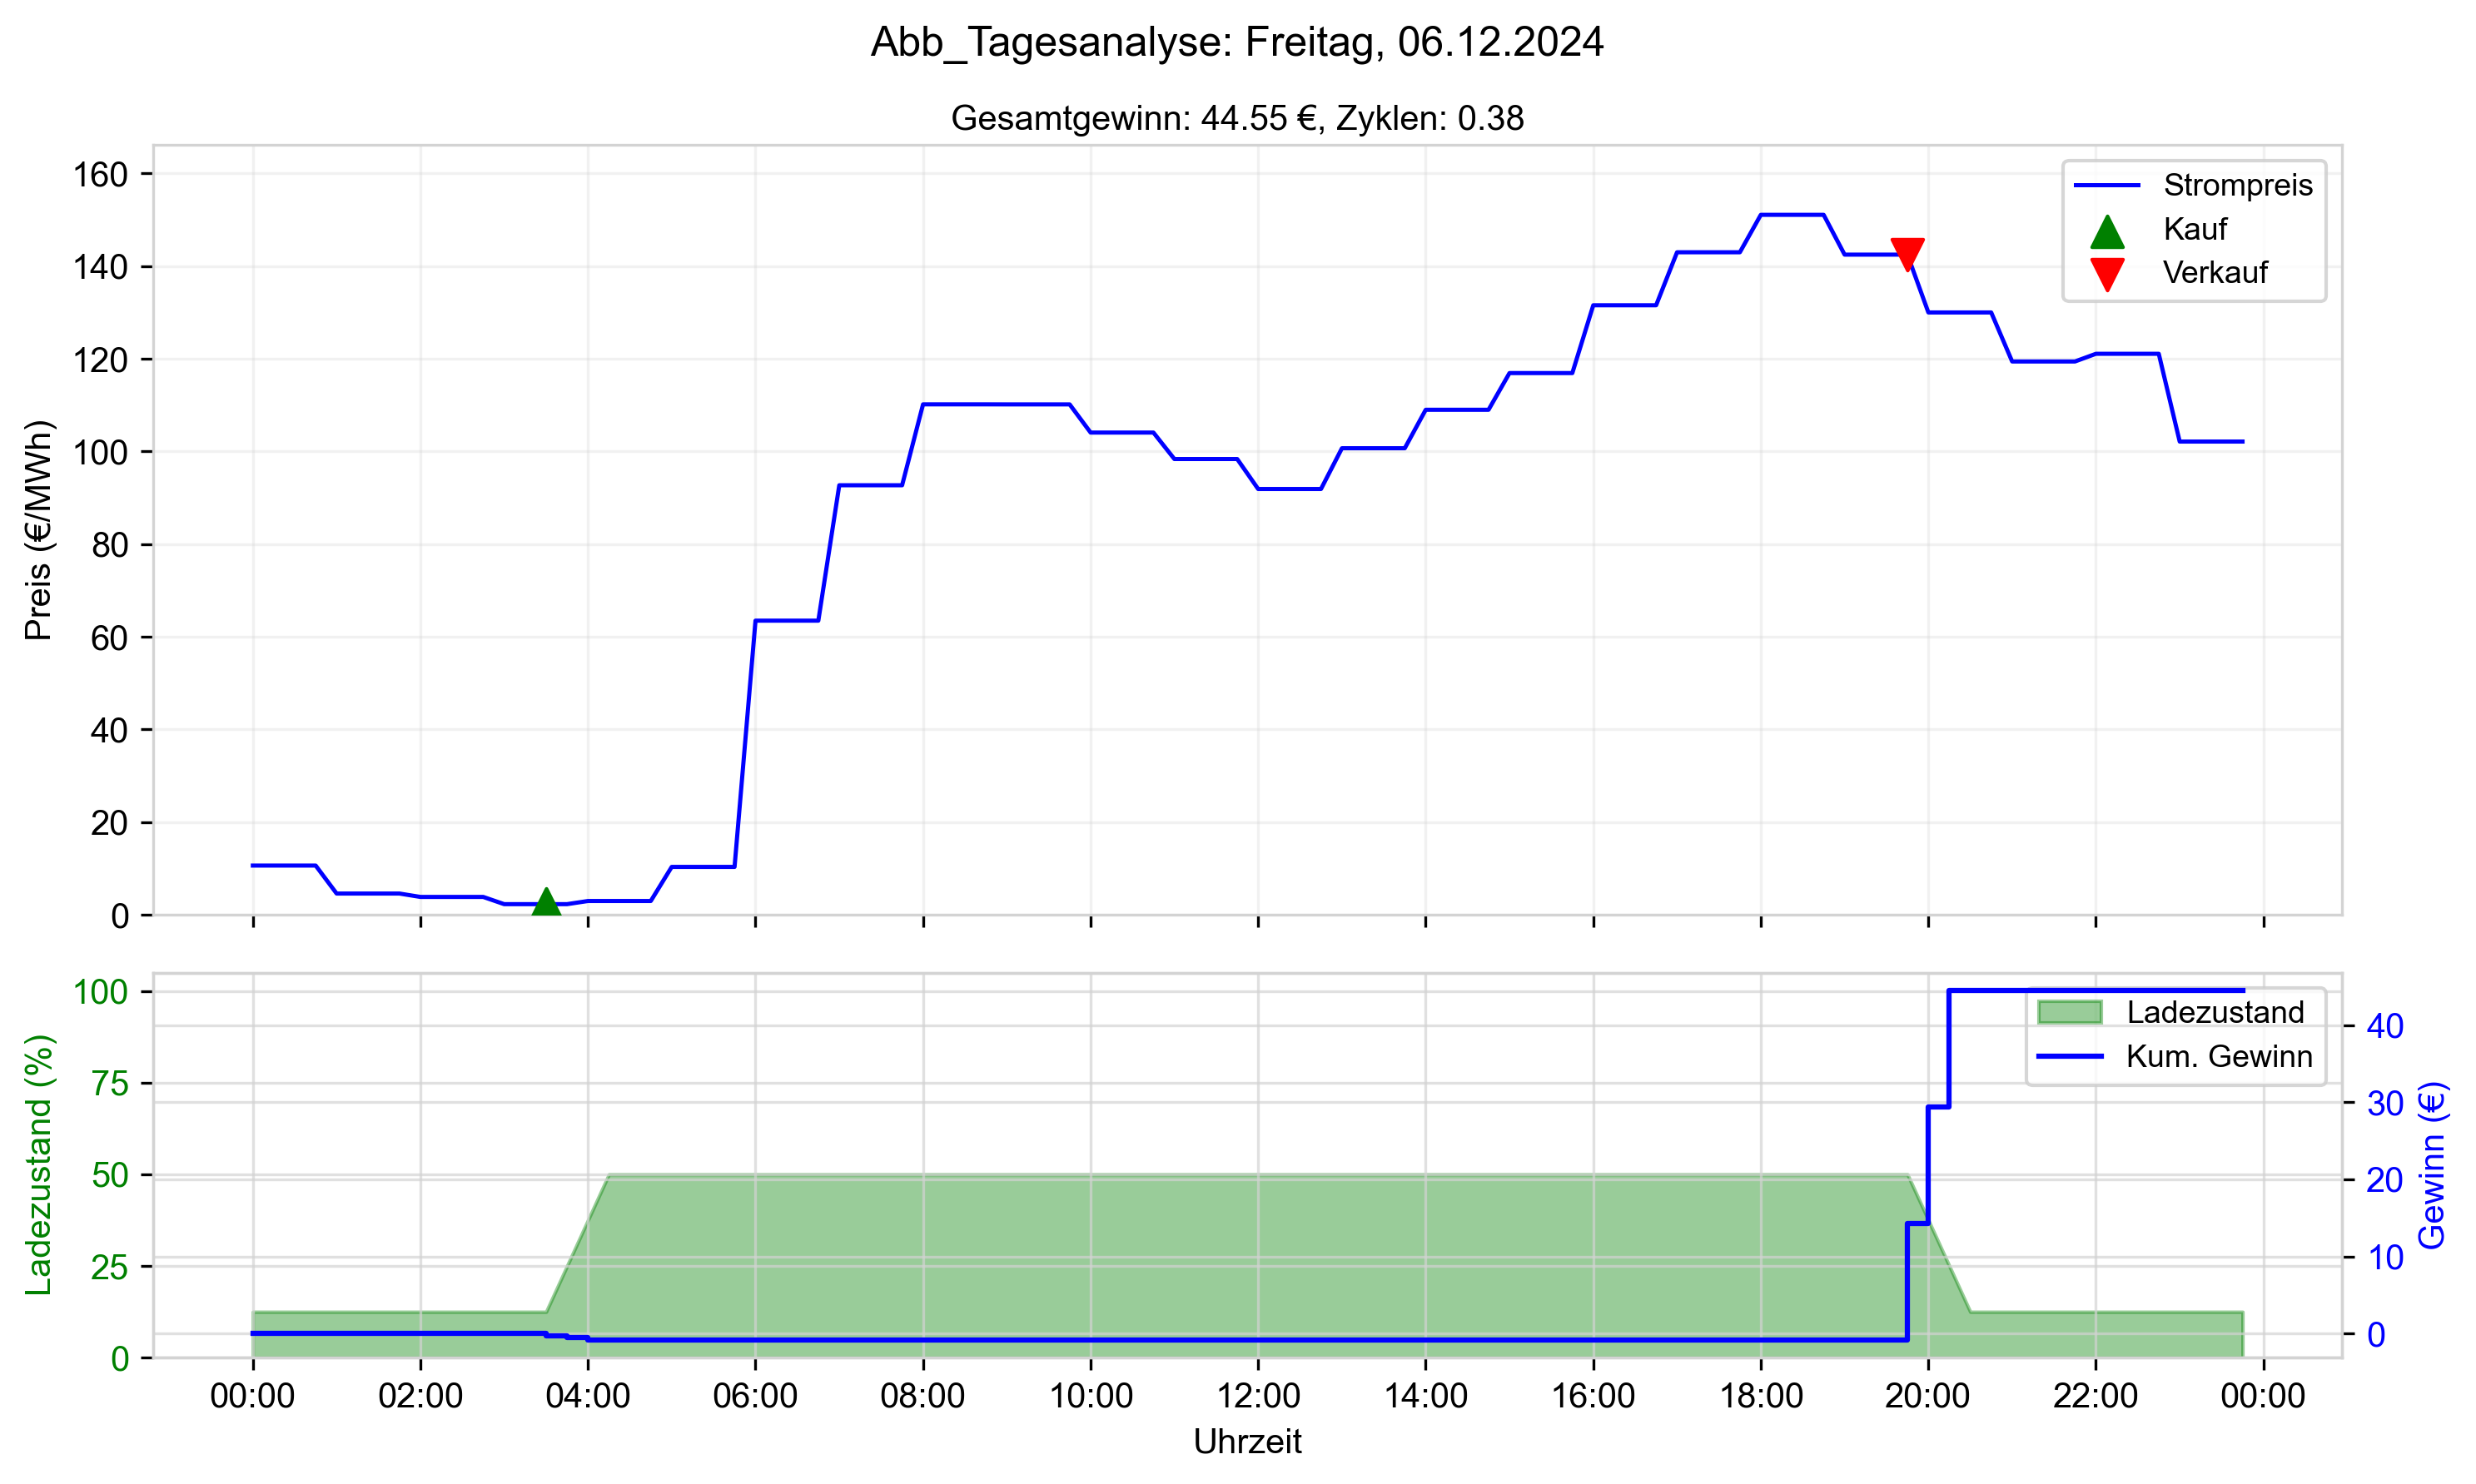 Abb_Tagesanalyse: Freitag, 06.12.2024
Gesamtgewinn: 44.55 €, Zyklen: 0.38
Preis (€/MWh)
160
140
120
100
80
60
40
20
0
Strompreis
Kauf
Verkauf
Ladezustand (%)
100
75
50
25
0
Ladezustand
Kum. Gewinn
40
30
20
10
0
Gewinn (€)
00:00 02:00 04:00 06:00 08:00 10:00 12:00 14:00 16:00 18:00 20:00 22:00 00:00
Uhrzeit